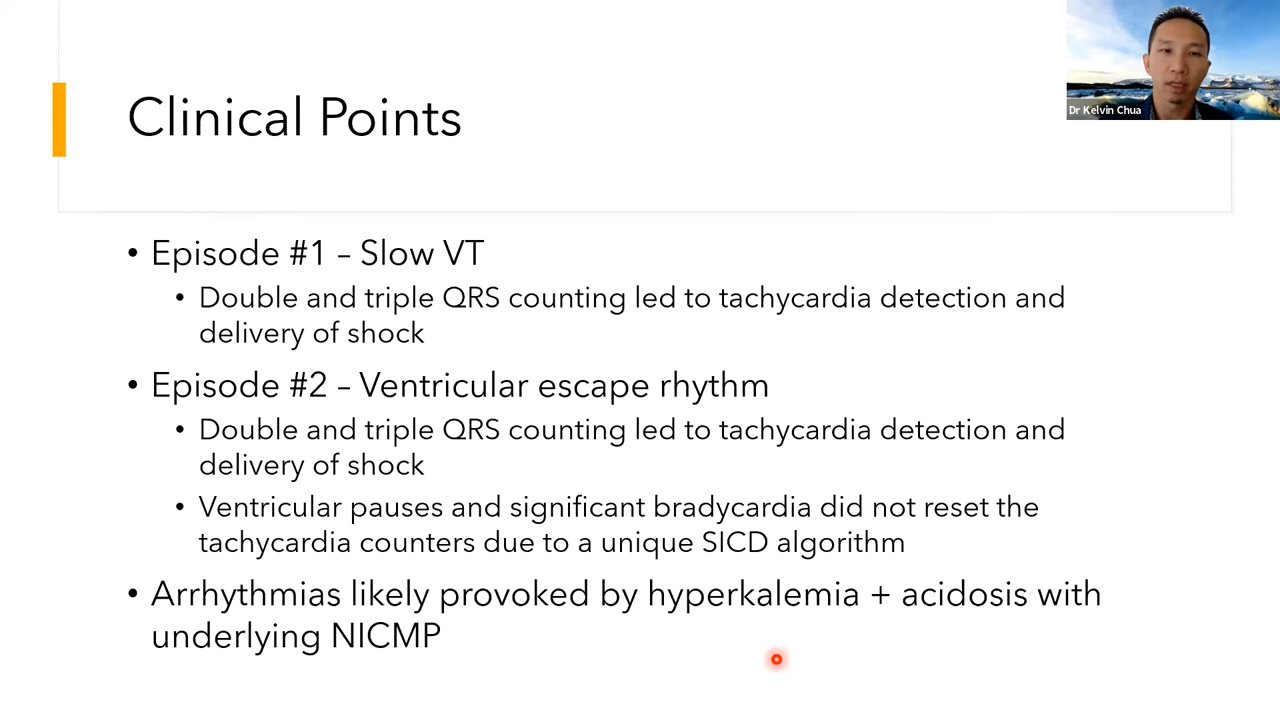 Dr Kelvin Chua
Clinical Points
• Episode #1 – Slow VT
• Double and triple QRS counting led to tachycardia detection and
delivery of shock
• Episode #2 – Ventricular escape rhythm
• Double and triple QRS counting led to tachycardia detection and
delivery of shock
• Ventricular pauses and significant bradycardia did not reset the
tachycardia counters due to a unique SICD algorithm
• Arrhythmias likely provoked by hyperkalemia + acidosis with
underlying NICMP